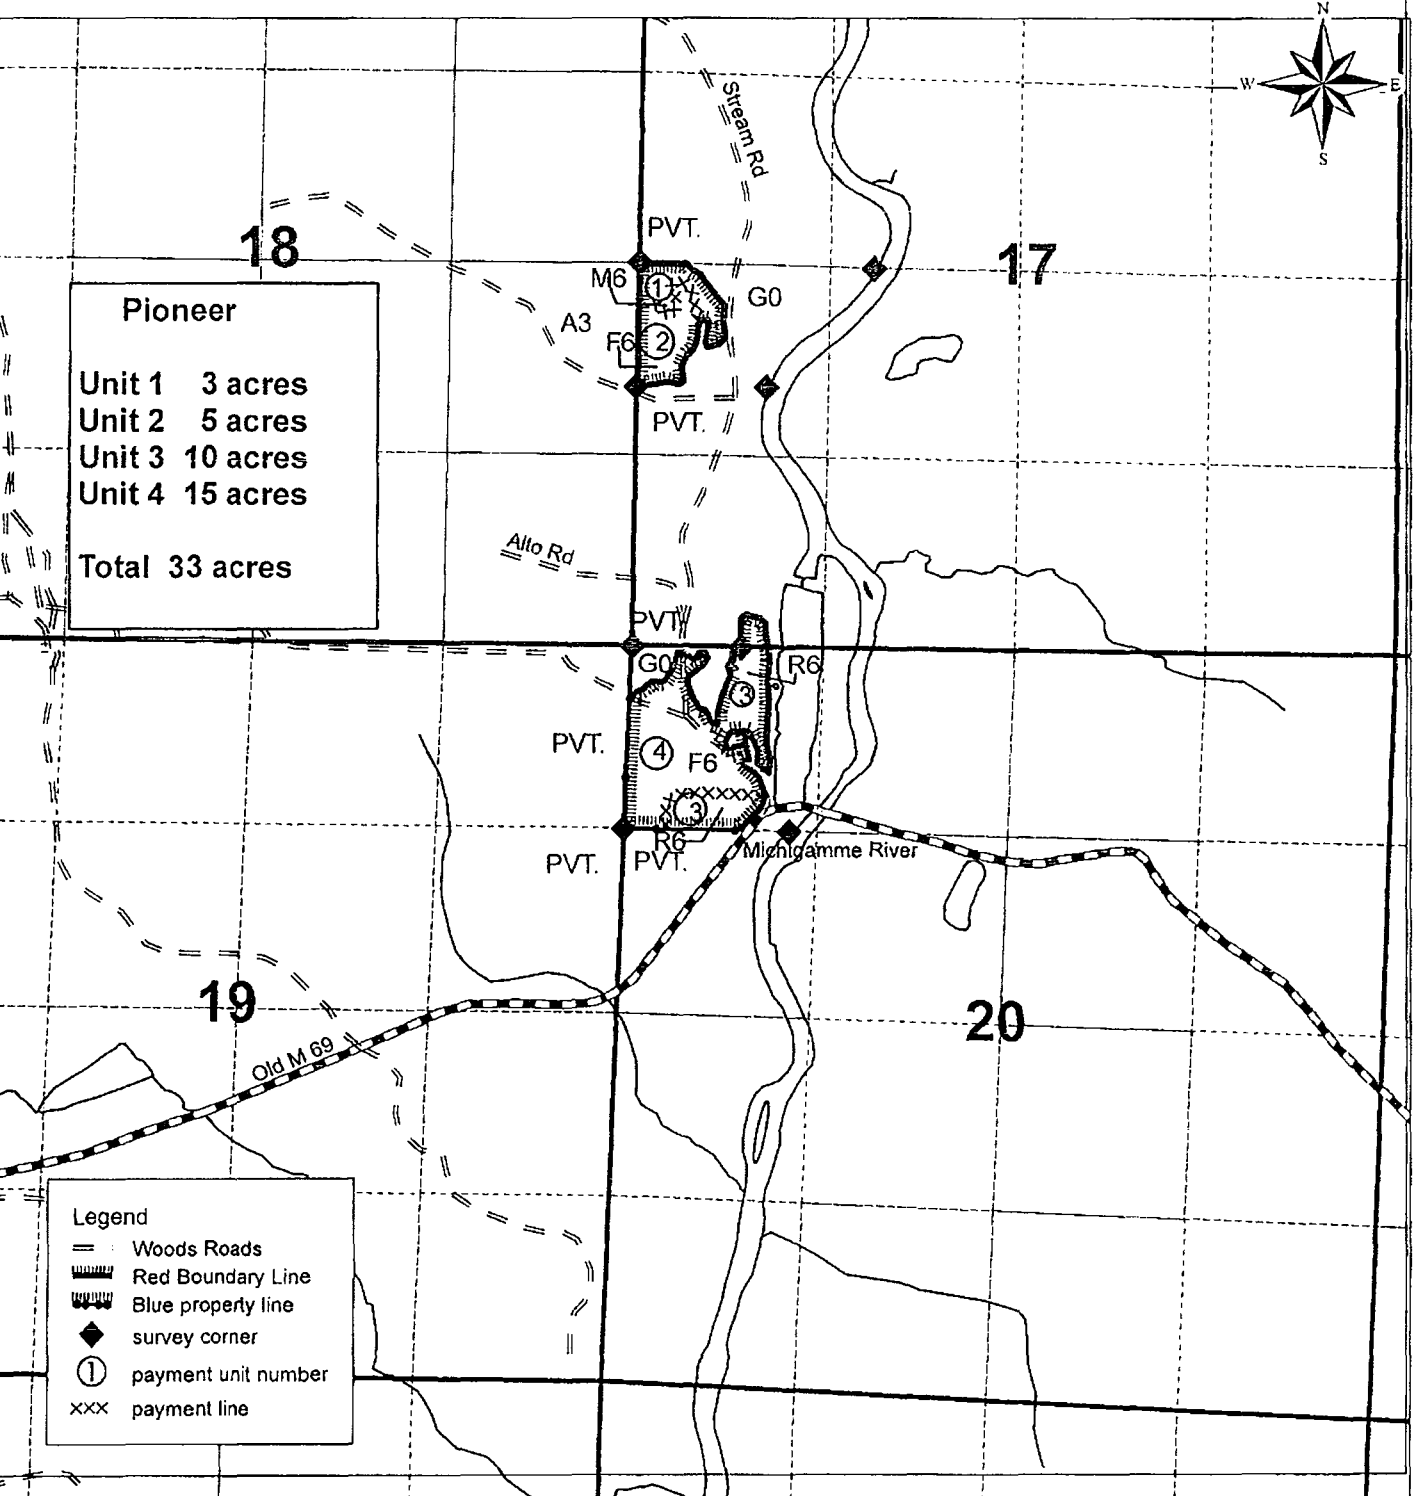 N
W E
S
Stream Rd
PVT.
18
17
M6
1
G0
A3
F6
2
PVT.
Pioneer
Unit 1 3 acres
Unit 2 5 acres
Unit 3 10 acres
Unit 4 15 acres
Total 33 acres
Alto Rd
PVT
G0
R6
3
PVT.
4
F6
3
R6
Michigamme River
PVT.
PVT.
19
20
Old M 69
Legend
Woods Roads
Red Boundary Line
Blue property line
survey corner
1 payment unit number
xxx payment line